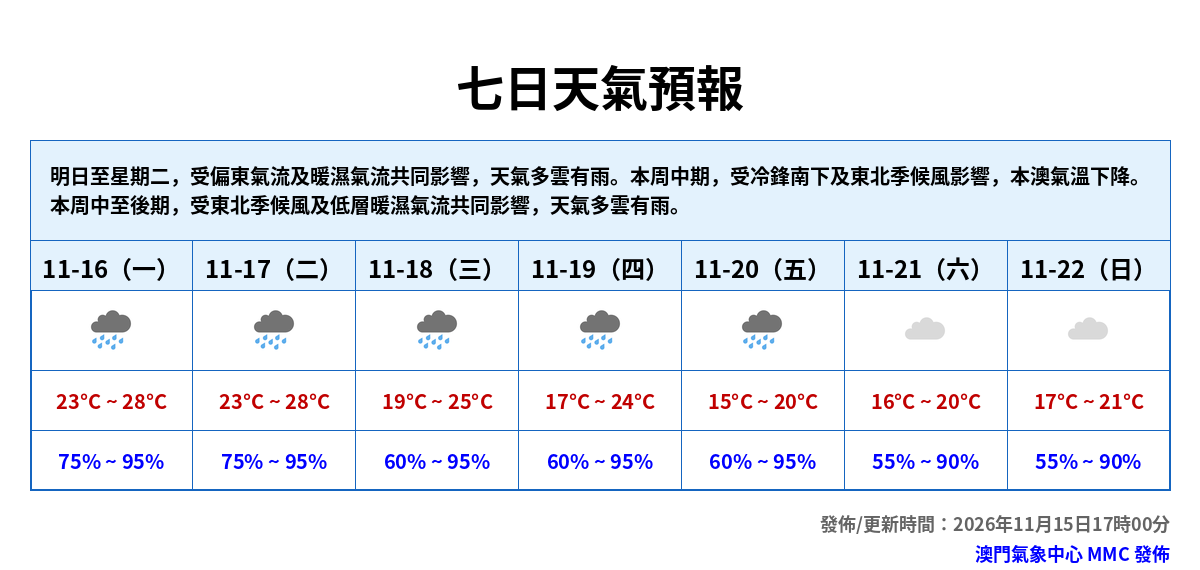 七日天氣預報
明日至星期二，受偏東氣流及暖濕氣流共同影響，天氣多雲有雨。本周中期，受冷鋒南下及東北季候風影響，本澳氣溫下降。
本周中至後期，受東北季候風及低層暖濕氣流共同影響，天氣多雲有雨。
11-16（一） 11-17（二） 11-18（三） 11-19（四） 11-20（五） 11-21（六） 11-22（日）
23°C ~ 28°C 23°C ~ 28°C 19°C ~ 25°C 17°C ~ 24°C 15°C ~ 20°C 16°C ~ 20°C 17°C ~ 21°C
75% ~ 95% 75% ~ 95% 60% ~ 95% 60% ~ 95% 60% ~ 95% 55% ~ 90% 55% ~ 90%
發佈/更新時間：2026年11月15日17時00分
澳門氣象中心 MMC 發佈